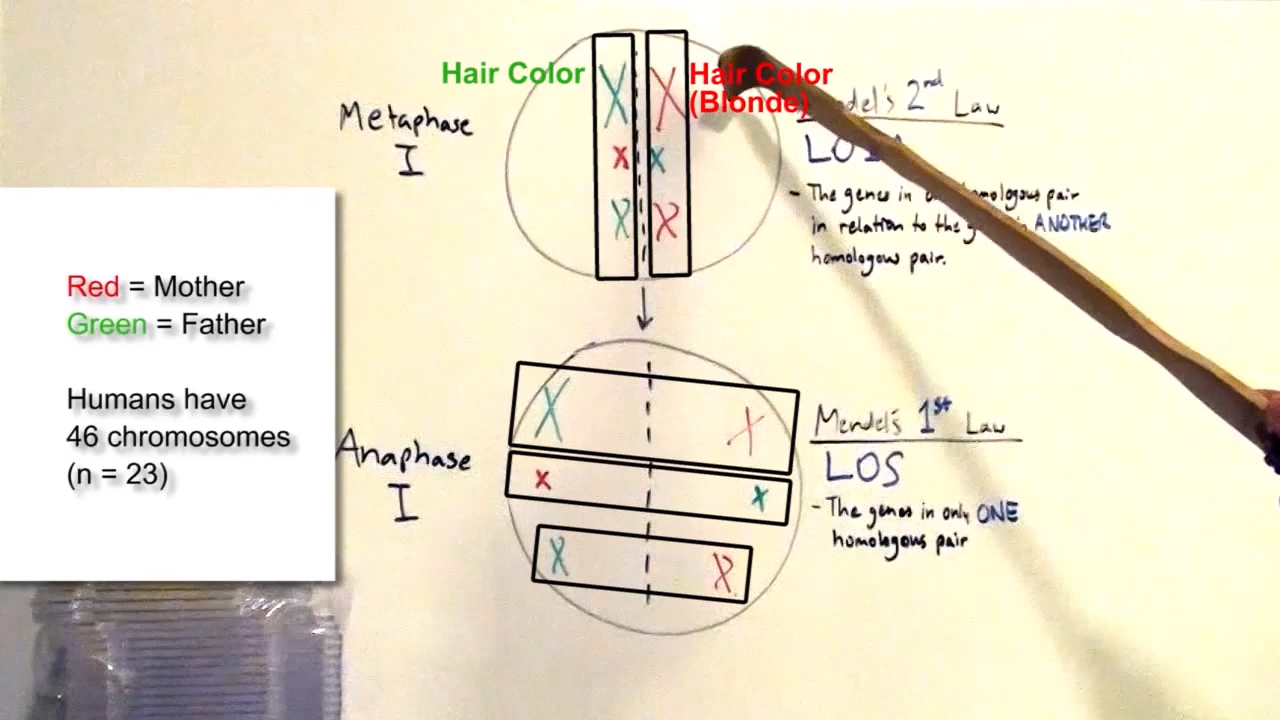 Hair Color
Hair Color
(Blonde)
Metaphase
I
2nd Law
- The genes in homologous pair
in relation to the ANOTHER
homologous pair.
Red = Mother
Green = Father
Humans have
46 chromosomes
(n = 23)
Anaphase
I
Mendel's 1st Law
LOS
- The genes in only ONE
homologous pair